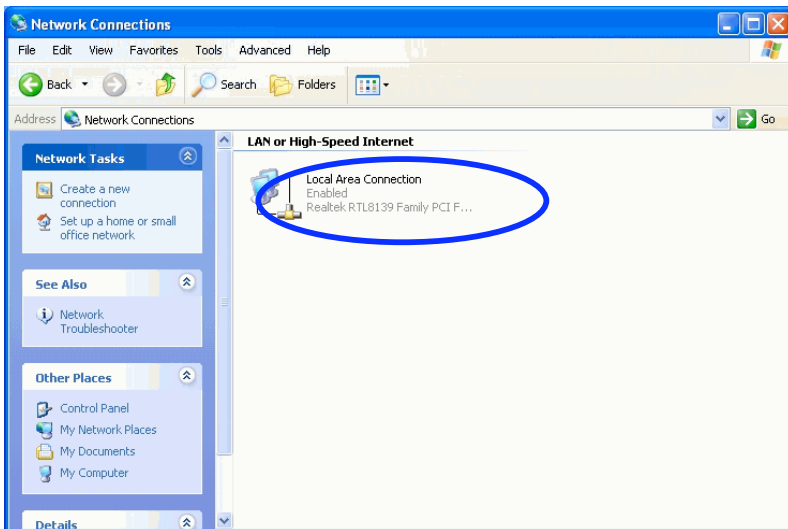 Network Connections
File Edit View Favorites Tools Advanced Help
Back Search Folders
Address Network Connections Go
Network Tasks
Create a new
connection
Set up a home or small
office network
See Also
Network
Troubleshooter
Other Places
Control Panel
My Network Places
My Documents
My Computer
Details
LAN or High-Speed Internet
Local Area Connection
Enabled
Realtek RTL8139 Family PCI F...